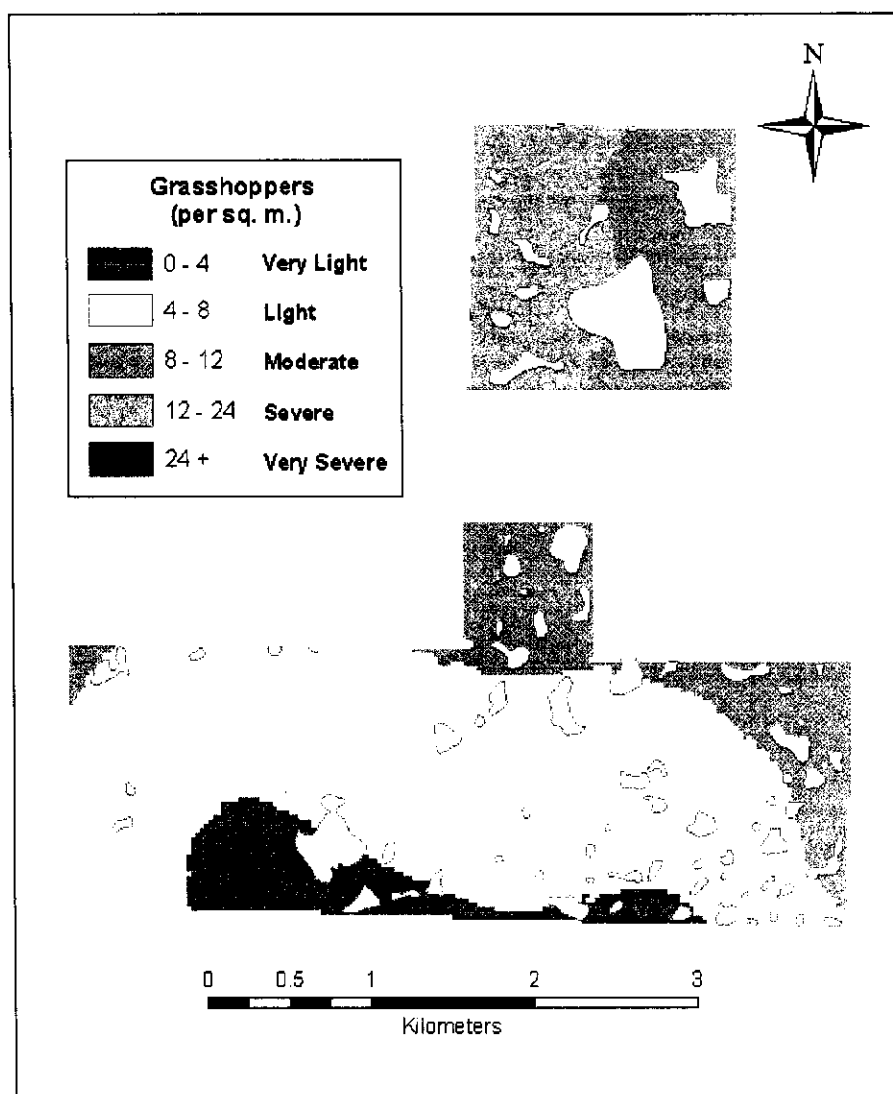 N
Grasshoppers
(per sq. m.)
0 - 4 Very Light
4 - 8 Light
8 - 12 Moderate
12 - 24 Severe
24 + Very Severe
0 0.5 1 2 3
Kilometers